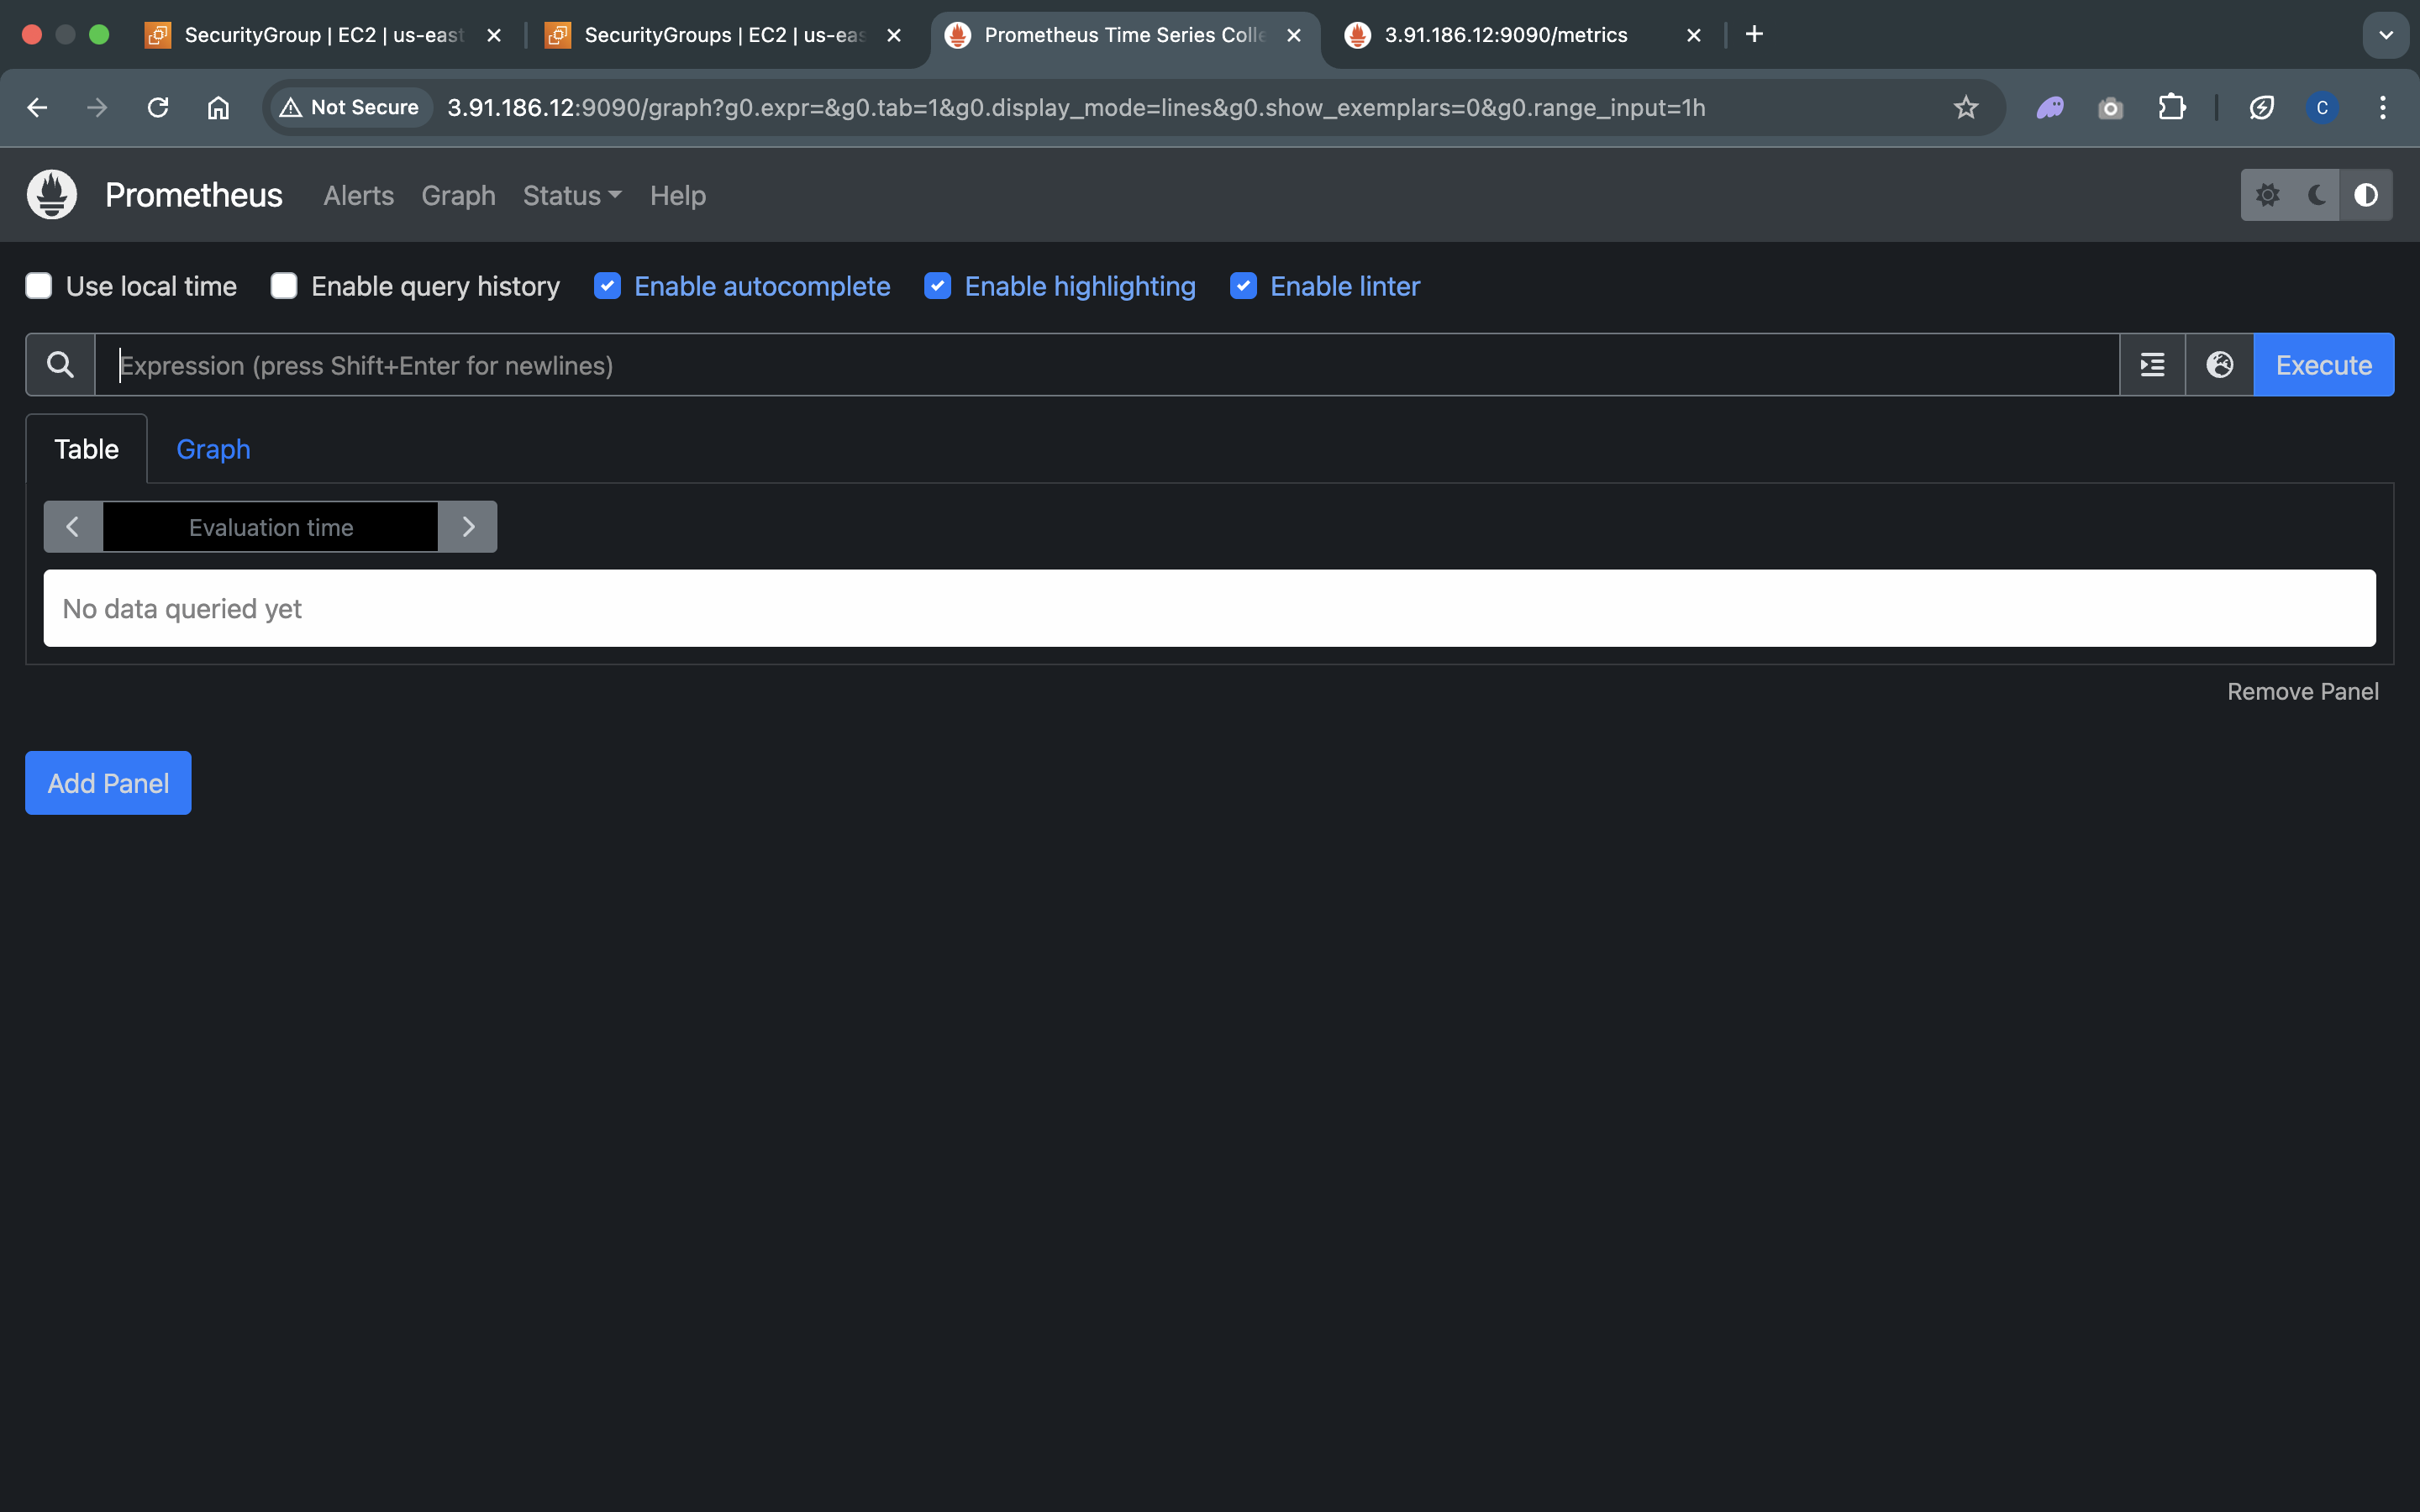 SecurityGroup | EC2 | us-east
SecurityGroups | EC2 | us-eas
Prometheus Time Series Colle
3.91.186.12:9090/metrics
Not Secure
3.91.186.12:9090/graph?g0.expr=&g0.tab=1&g0.display_mode=lines&g0.show_exemplars=0&g0.range_input=1h
C
Prometheus
Alerts
Graph
Status
Help
Use local time
Enable query history
Enable autocomplete
Enable highlighting
Enable linter
Expression (press Shift+Enter for newlines)
Execute
Table
Graph
Evaluation time
No data queried yet
Remove Panel
Add Panel